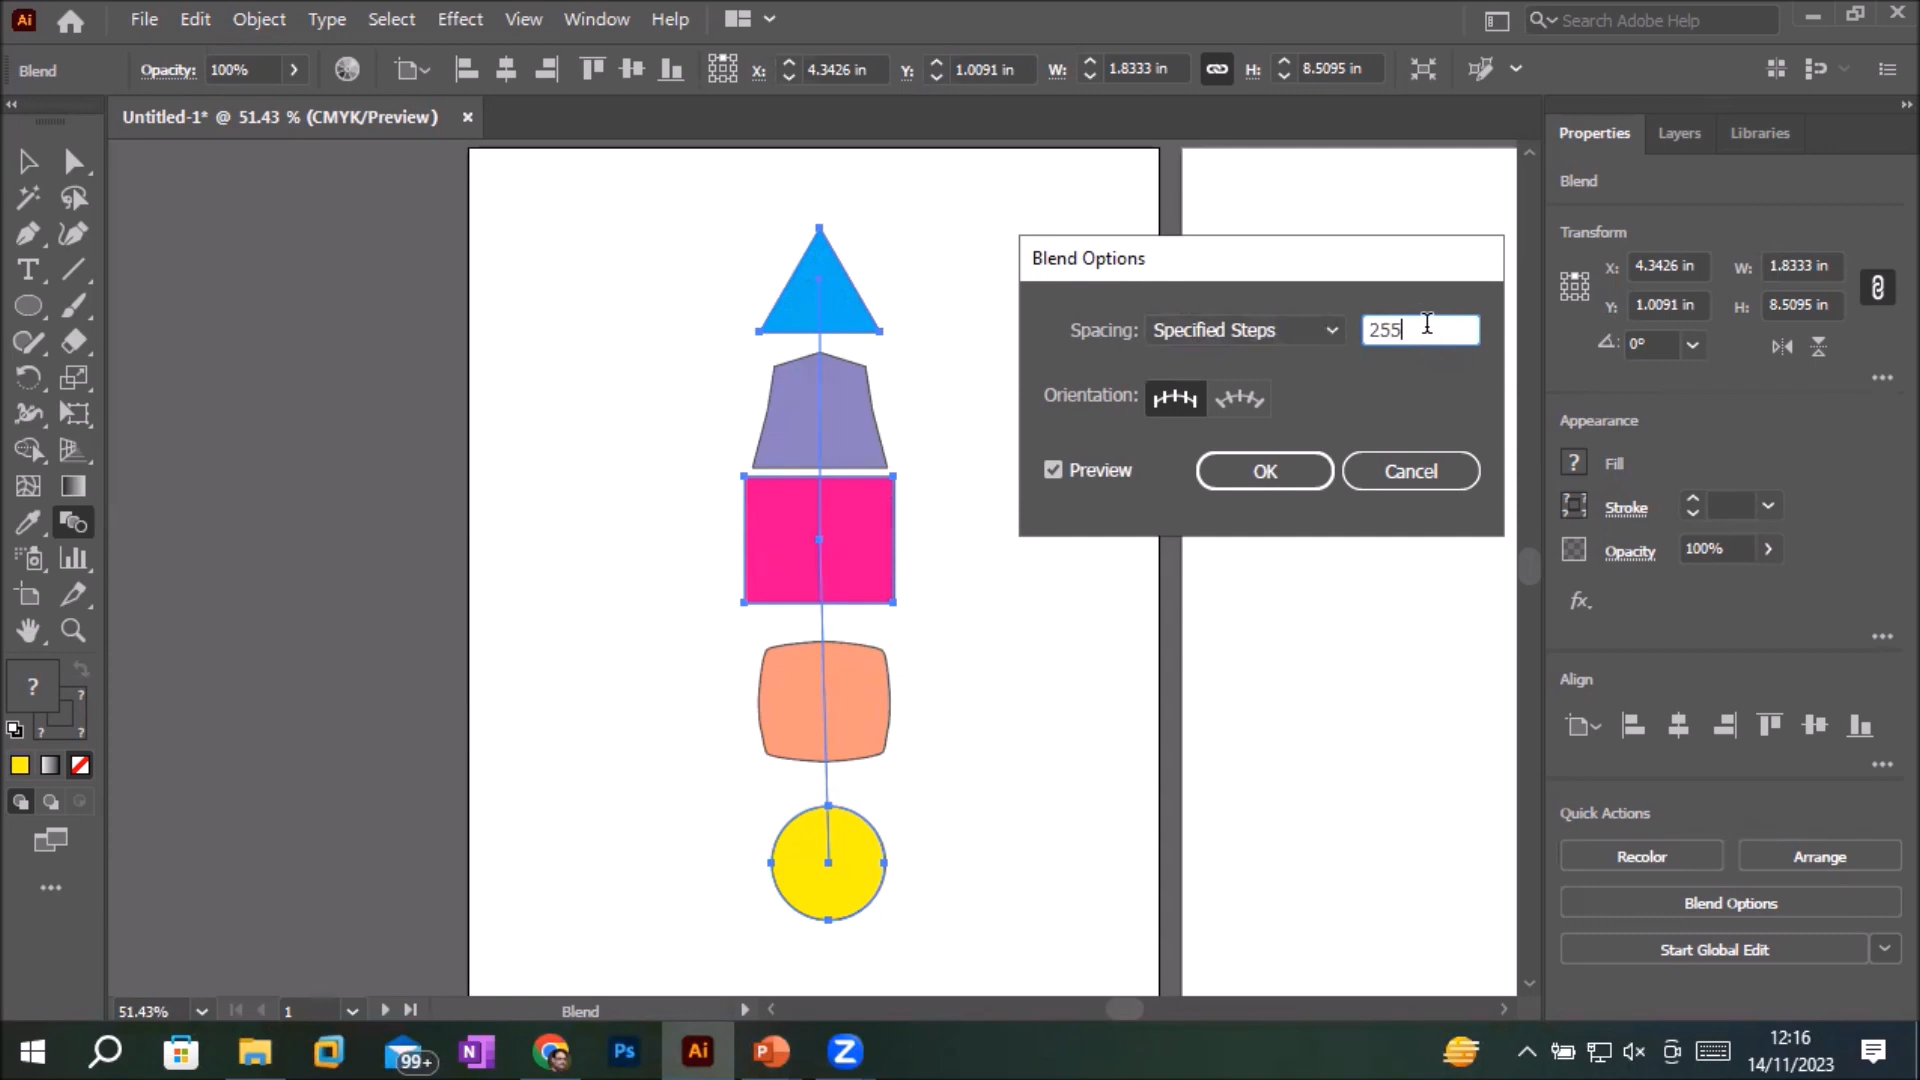 Ai File Edit Object Type Select Effect View Window Help Search Adobe Help
Blend Opacity: 100% X: 4.3426 in Y: 1.0091 in W: 1.8333 in H: 8.5095 in
Untitled-1* @ 51.43 % (CMYK/Preview) ×
Properties Layers Libraries
Blend
Transform
X: 4.3426 in W: 1.8333 in
Y: 1.0091 in H: 8.5095 in
0°
Blend Options
Spacing: Specified Steps 255
Orientation:
Preview OK Cancel
Appearance
? Fill
Stroke
Opacity 100%
fx.
Align
Quick Actions
Recolor Arrange
Blend Options
Start Global Edit
T
?
? ? ?
51.43% 1 Blend
99+ N Ps Ai P Z
12:16
14/11/2023